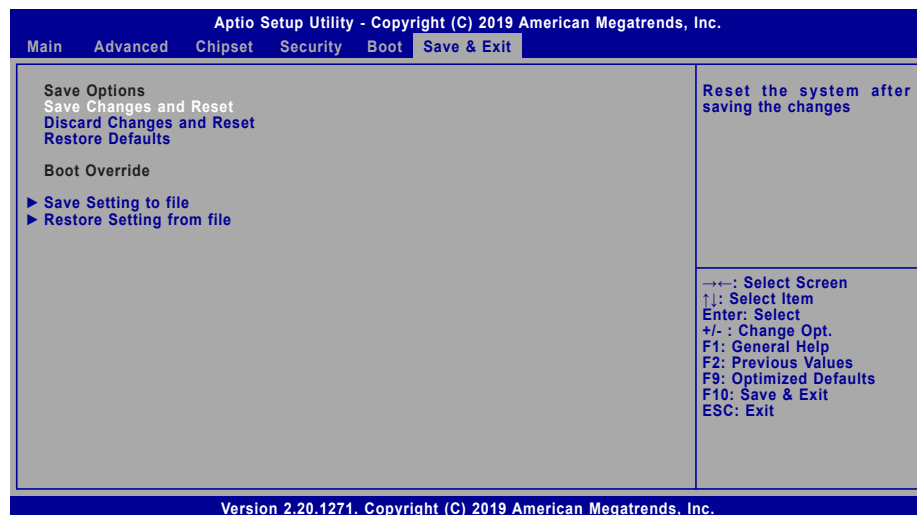 Aptio Setup Utility - Copyright (C) 2019 American Megatrends, Inc.
Main Advanced Chipset Security Boot Save & Exit
Save Options
Save Changes and Reset
Discard Changes and Reset
Restore Defaults
Boot Override
▶ Save Setting to file
▶ Restore Setting from file
Reset the system after
saving the changes
→←: Select Screen
↑↓: Select Item
Enter: Select
+/- : Change Opt.
F1: General Help
F2: Previous Values
F9: Optimized Defaults
F10: Save & Exit
ESC: Exit
Version 2.20.1271. Copyright (C) 2019 American Megatrends, Inc.